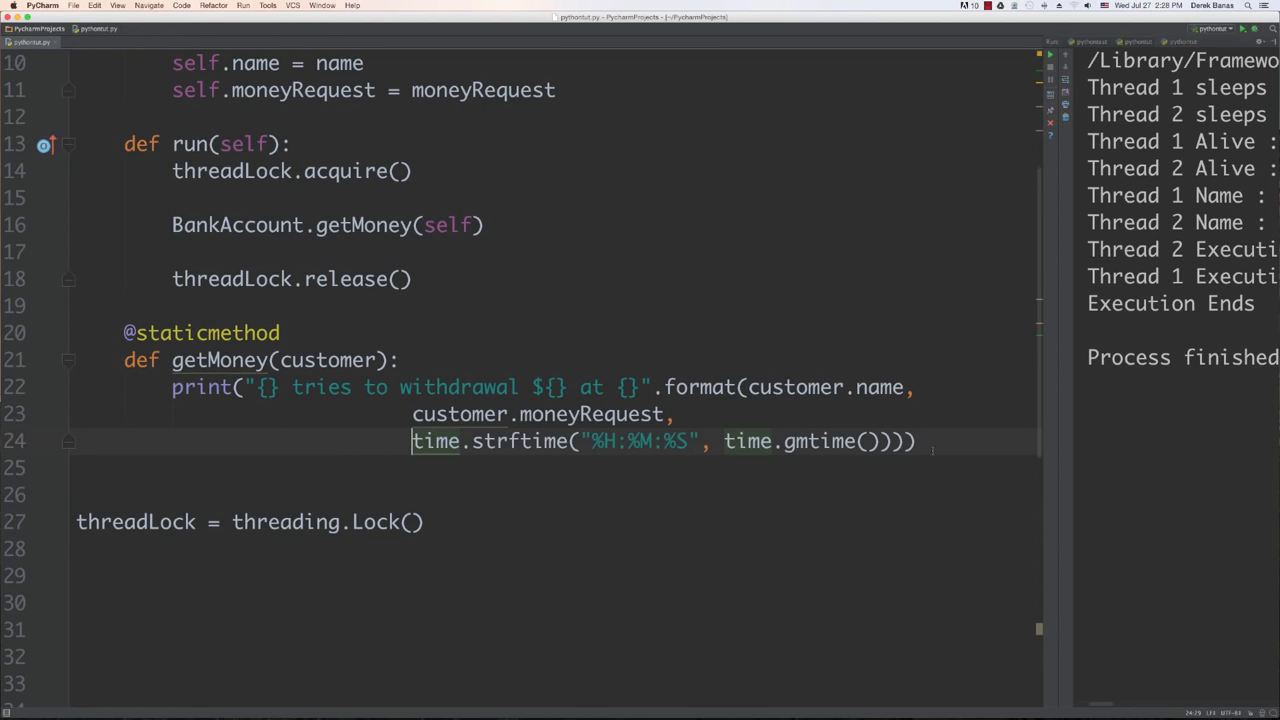 PyCharm File Edit View Navigate Code Refactor Run Tools VCS Window Help 10 Wed Jul 27 2:28 PM Derek Banas
pythontut.py - PycharmProjects - [~/PycharmProjects]
PycharmProjects pythontut.py pythontut
pythontut.py Run: pythontut pythontut pythontut
10 self.name = name
11 self.moneyRequest = moneyRequest
12
13 def run(self):
14 threadLock.acquire()
15
16 BankAccount.getMoney(self)
17
18 threadLock.release()
19
20 @staticmethod
21 def getMoney(customer):
22 print("{} tries to withdrawal ${} at {}".format(customer.name,
23 customer.moneyRequest,
24 time.strftime("%H:%M:%S", time.gmtime())))
25
26
27 threadLock = threading.Lock()
28
29
30
31
32
33
/Library/Framewo
Thread 1 sleeps
Thread 2 sleeps
Thread 1 Alive :
Thread 2 Alive :
Thread 1 Name :
Thread 2 Name :
Thread 2 Executi
Thread 1 Executi
Execution Ends
Process finished
24:29 LF‡ UTF-8‡